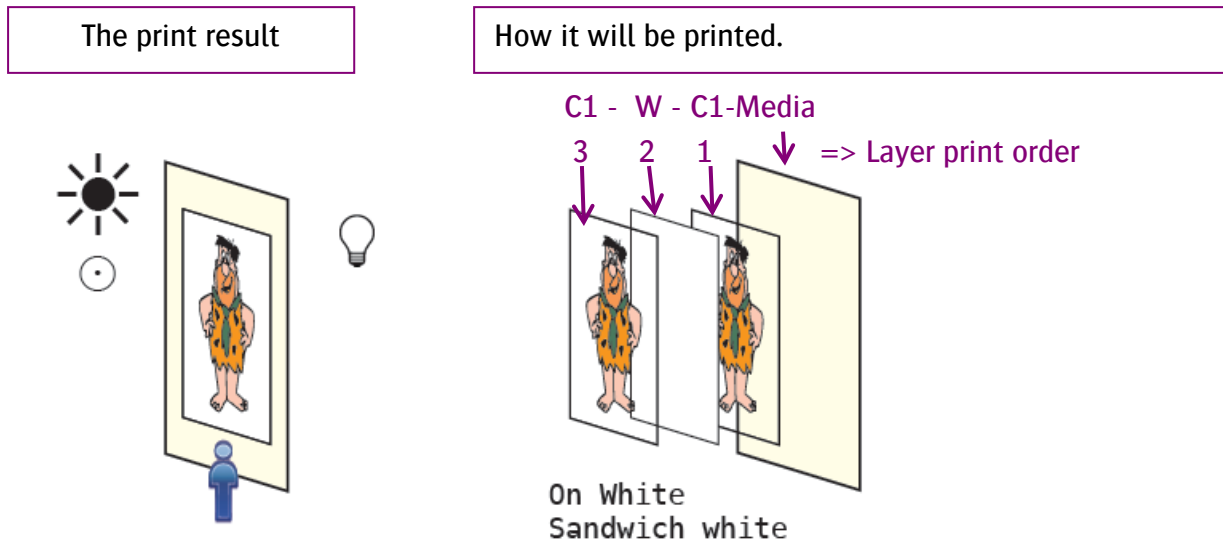 The print result
How it will be printed.
C1 - W - C1-Media
3 2 1 => Layer print order
On White
Sandwich white